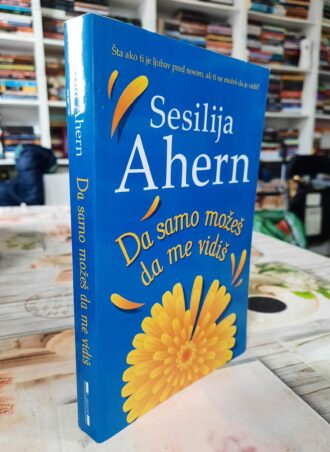 Šta ako ti je ljubav pred nosom, ali ti ne možeš da je vidiš?
Sesilija
Ahern
Da samo možeš
da me vidiš
Ahern
Da samo možeš da me vidiš